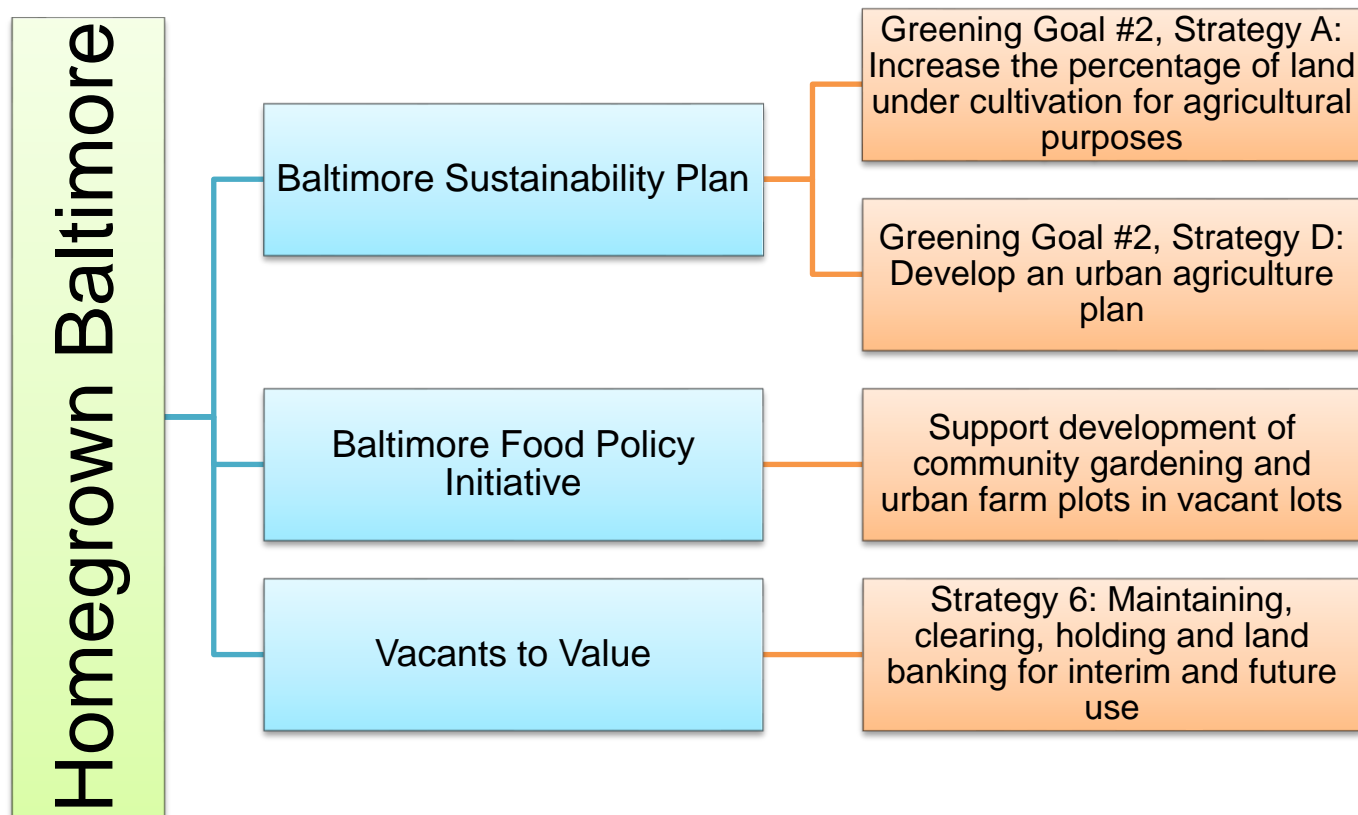 Homegrown Baltimore
Baltimore Sustainability Plan
Greening Goal #2, Strategy A:
Increase the percentage of land
under cultivation for agricultural
purposes
Greening Goal #2, Strategy D:
Develop an urban agriculture
plan
Baltimore Food Policy
Initiative
Support development of
community gardening and
urban farm plots in vacant lots
Vacants to Value
Strategy 6: Maintaining,
clearing, holding and land
banking for interim and future
use